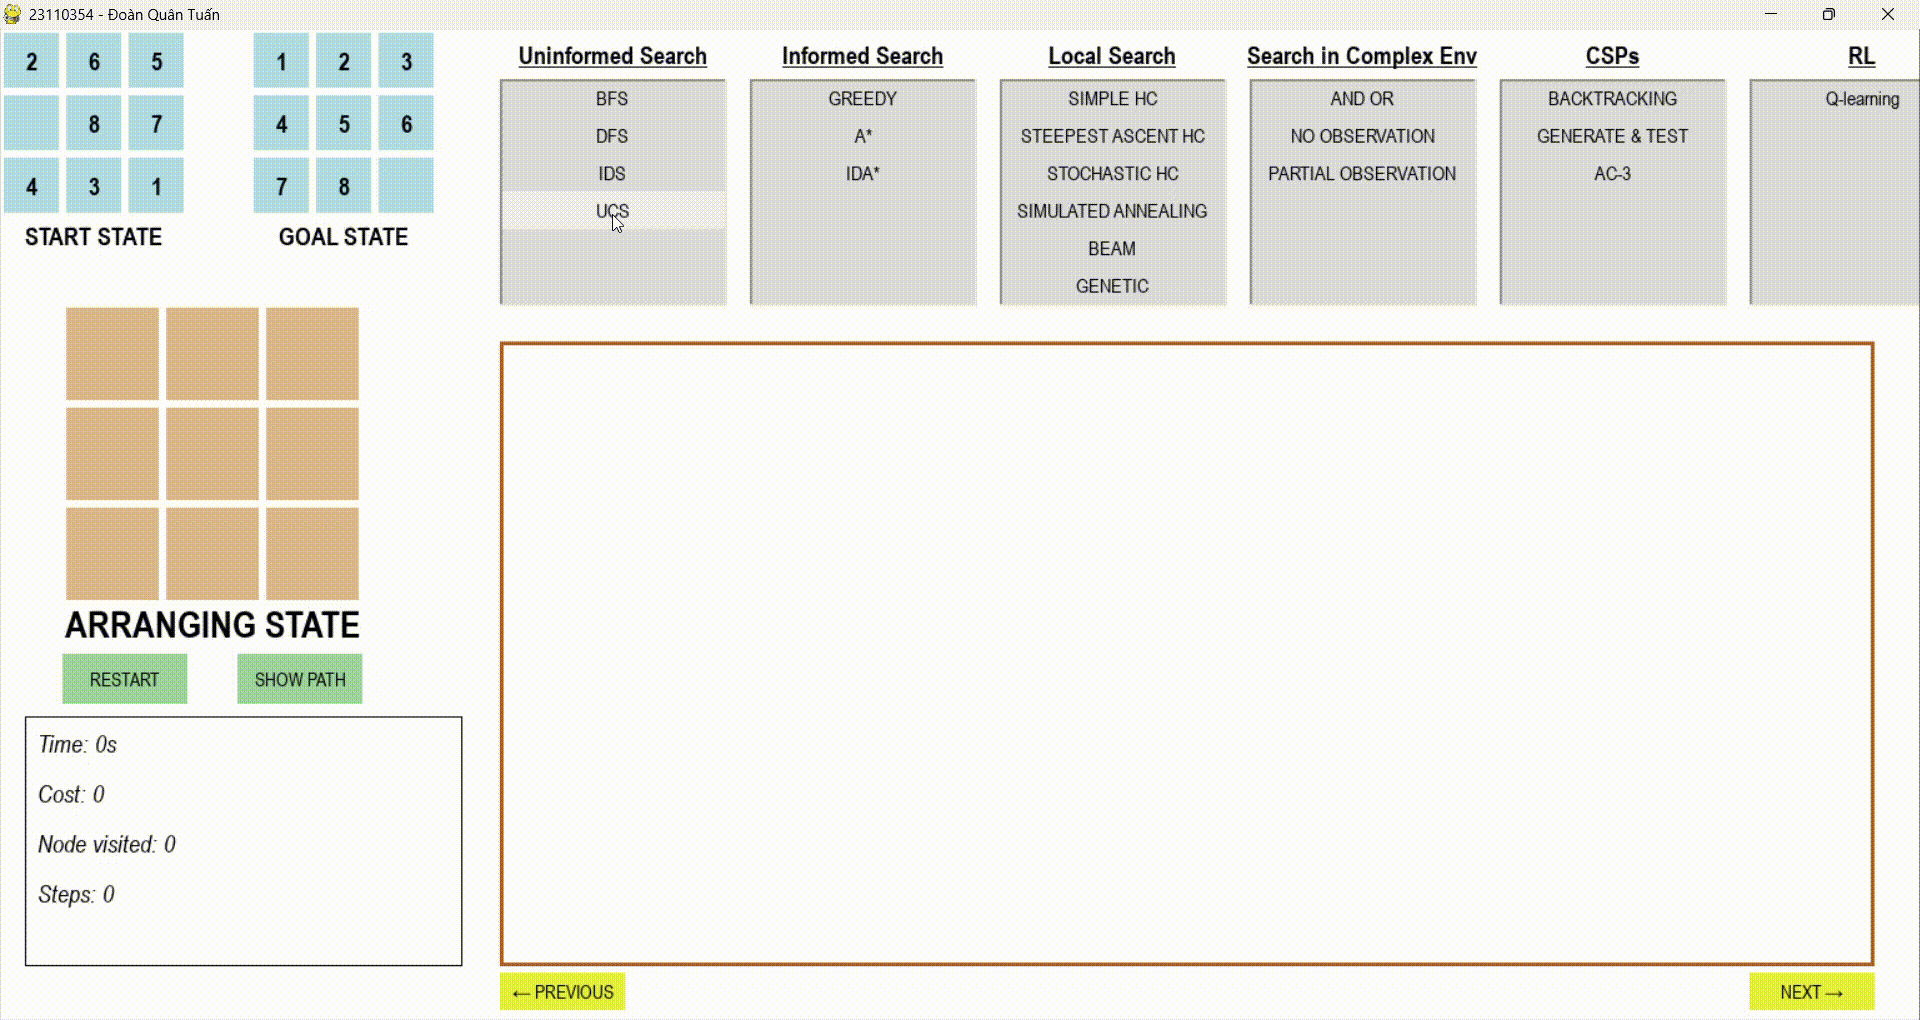 23110354 - Đoàn Quân Tuấn
2 6 5
8 7
4 3 1
START STATE
1 2 3
4 5 6
7 8
GOAL STATE
Uninformed Search
BFS
DFS
IDS
UCS
Informed Search
GREEDY
A*
IDA*
Local Search
SIMPLE HC
STEEPEST ASCENT HC
STOCHASTIC HC
SIMULATED ANNEALING
BEAM
GENETIC
Search in Complex Env
AND OR
NO OBSERVATION
PARTIAL OBSERVATION
CSPs
BACKTRACKING
GENERATE & TEST
AC-3
RL
Q-learning
ARRANGING STATE
RESTART
SHOW PATH
Time: 0s
Cost: 0
Node visited: 0
Steps: 0
← PREVIOUS
NEXT →